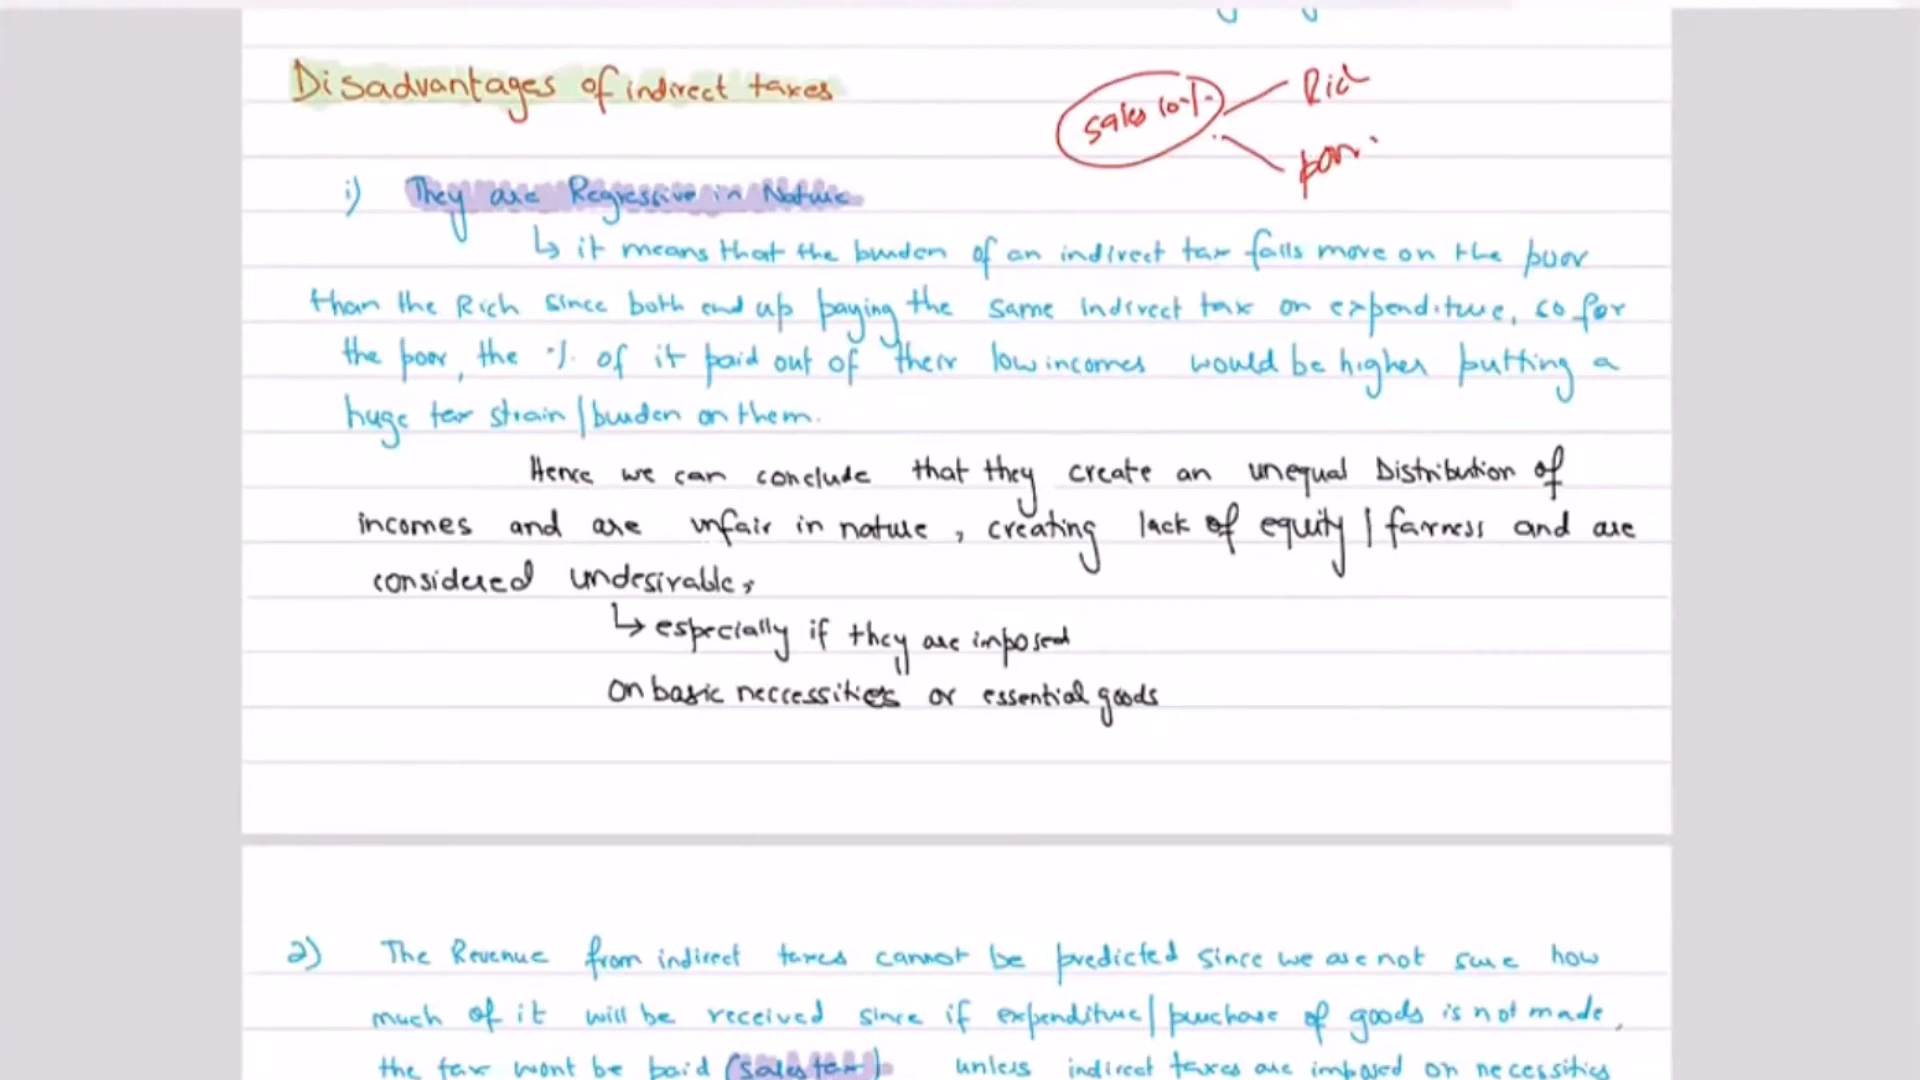 Disadvantages of indirect taxes
sales 10%
Rich
poor
i) They are Regressive in Nature
↳ it means that the burden of an indirect tax falls more on the poor
than the Rich since both end up paying the same indirect tax on expenditure, so for
the poor, the % of it paid out of their low incomes would be higher putting a
huge tax strain/burden on them.
Hence we can conclude that they create an unequal Distribution of
incomes and are unfair in nature, creating lack of equity/fairness and are
considered undesirable,
↳ especially if they are imposed
on basic neccessities or essential goods
2) The Revenue from indirect taxes cannot be predicted since we are not sure how
much of it will be received since if expenditure/purchase of goods is not made,
the tax wont be paid (sales tax) unless indirect taxes are imposed on necessities